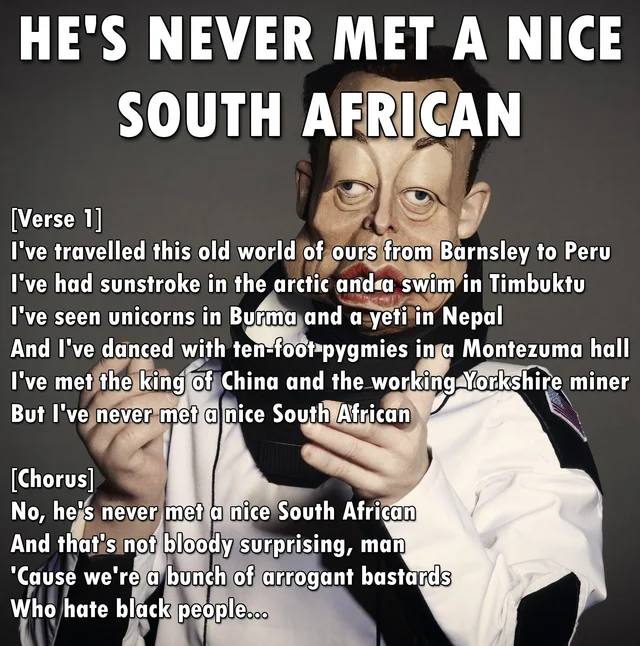 HE'S NEVER MET A NICE
SOUTH AFRICAN
[Verse 1]
I've travelled this old world of ours from Barnsley to Peru
I've had sunstroke in the arctic and a swim in Timbuktu
I've seen unicorns in Burma and a yeti in Nepal
And I've danced with ten-foot pygmies in a Montezuma hall
I've met the king of China and the working Yorkshire miner
But I've never met a nice South African
[Chorus]
No, he's never met a nice South African
And that's not bloody surprising, man
'Cause we're a bunch of arrogant bastards
Who hate black people...